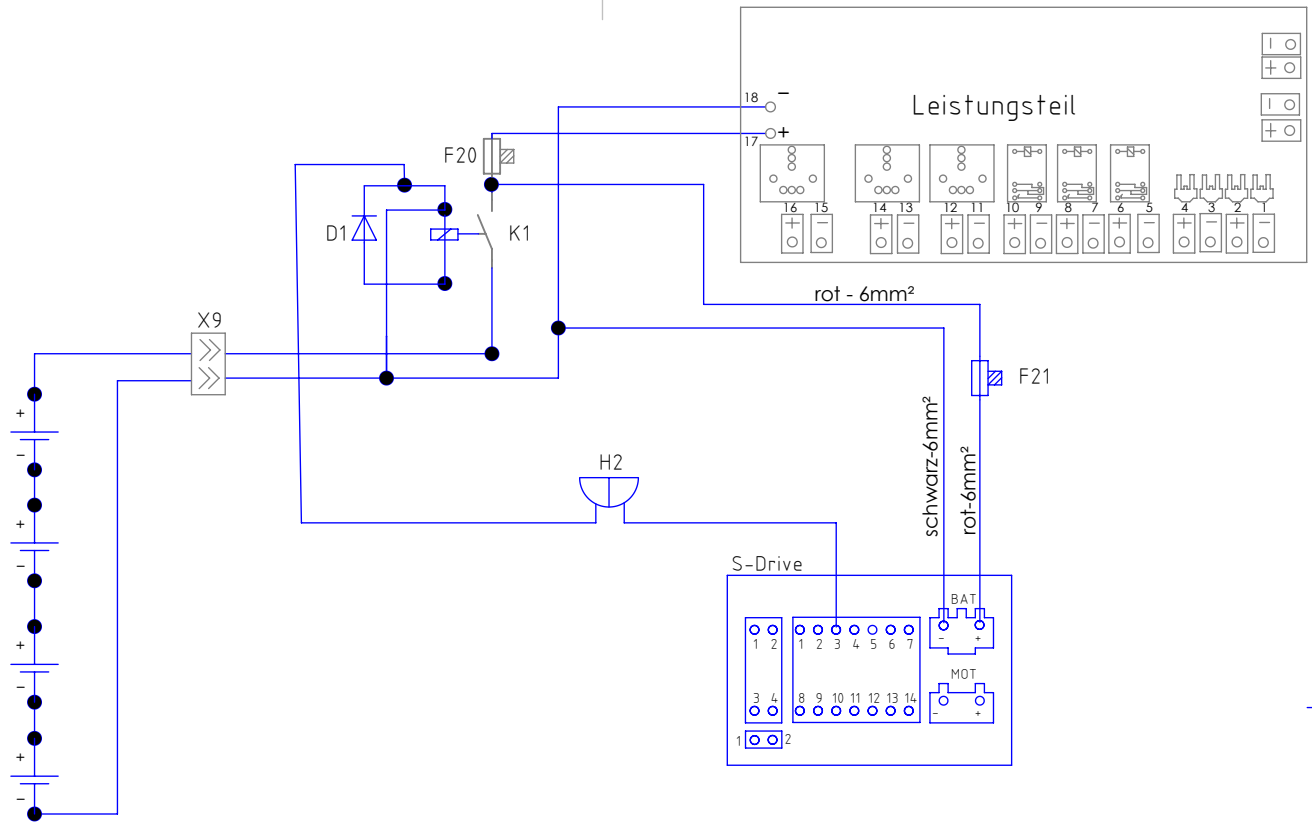 Leistungsteil
18 −
17 +
− 
+
−
+
F20
16 15 14 13 12 11 10 9 8 7 6 5 4 3 2 1
+ − + − + − + − + − + − + − + −
D1
K1
rot - 6mm²
X9
F21
schwarz-6mm²
rot-6mm²
H2
+
−
+
−
+
−
+
−
S-Drive
BAT
− +
1 2
1 2 3 4 5 6 7
MOT
3 4
8 9 10 11 12 13 14
− +
1 2